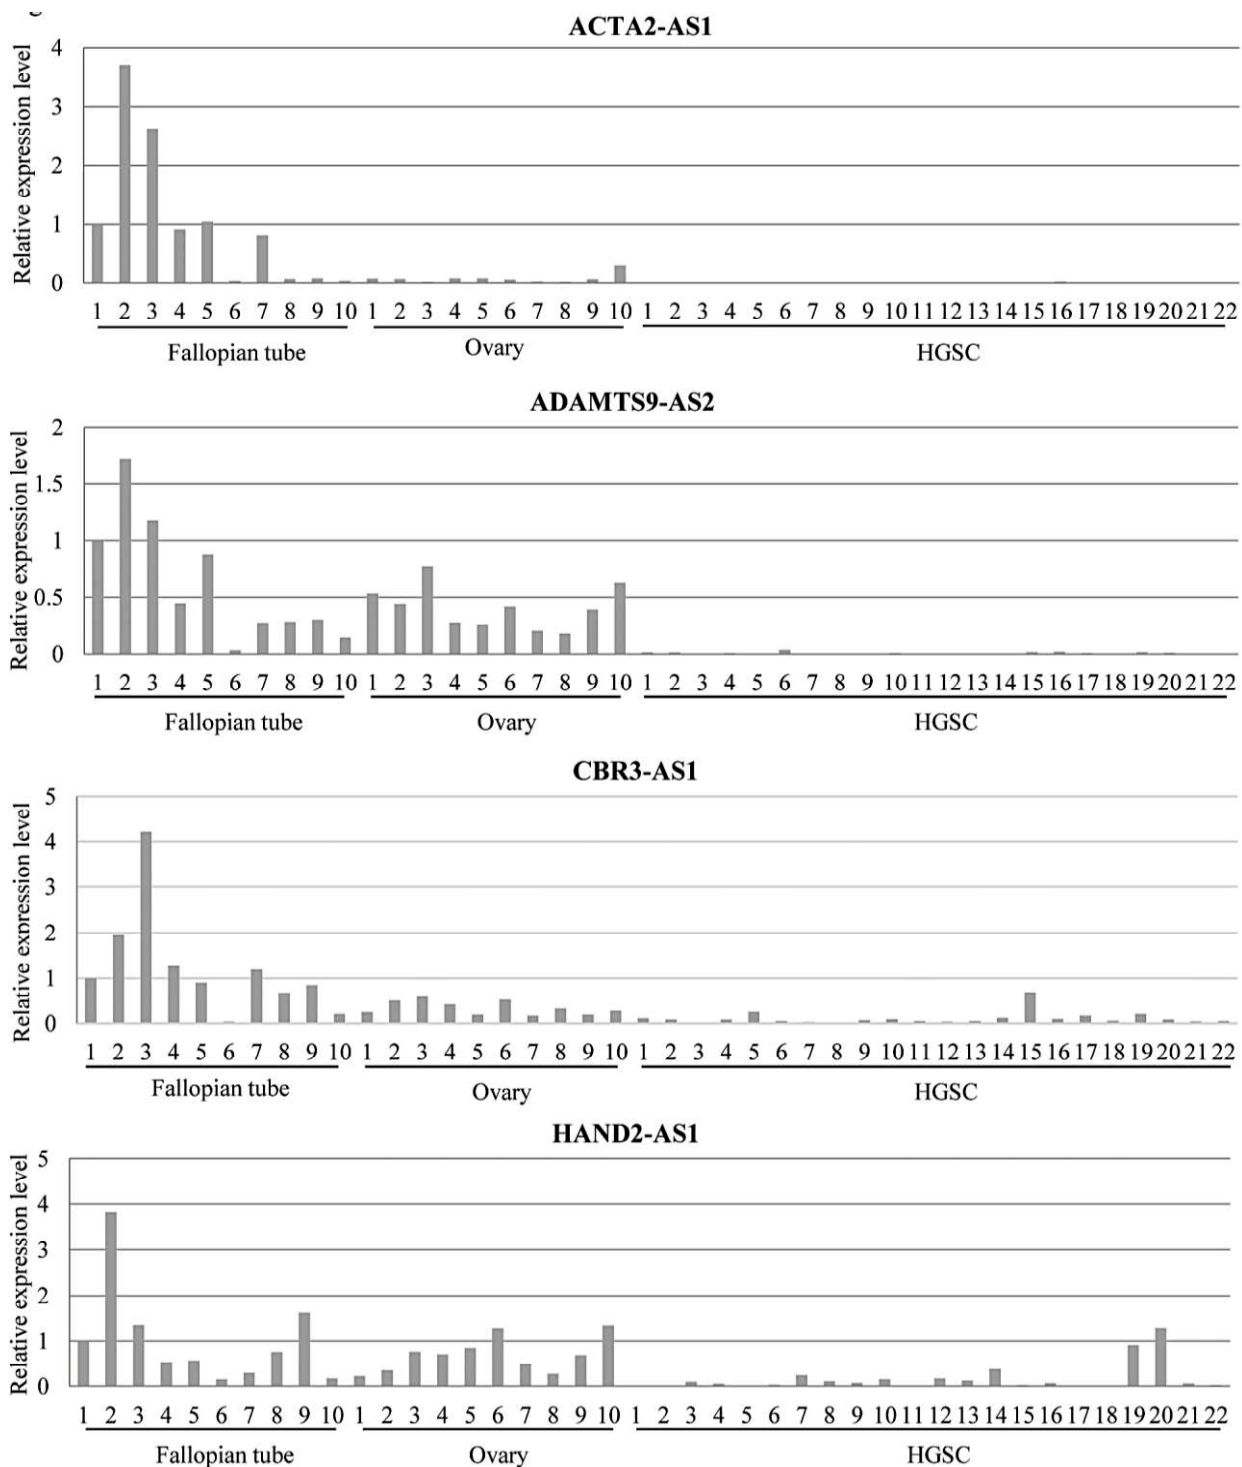 ACTA2-AS1
Relative expression level
4
3
2
1
0
1 2 3 4 5 6 7 8 9 10 1 2 3 4 5 6 7 8 9 10 1 2 3 4 5 6 7 8 9 10 11 12 13 14 15 16 17 18 19 20 21 22
Fallopian tube Ovary HGSC
ADAMTS9-AS2
Relative expression level
2
1.5
1
0.5
0
1 2 3 4 5 6 7 8 9 10 1 2 3 4 5 6 7 8 9 10 1 2 3 4 5 6 7 8 9 10 11 12 13 14 15 16 17 18 19 20 21 22
Fallopian tube Ovary HGSC
CBR3-AS1
Relative expression level
5
4
3
2
1
0
1 2 3 4 5 6 7 8 9 10 1 2 3 4 5 6 7 8 9 10 1 2 3 4 5 6 7 8 9 10 11 12 13 14 15 16 17 18 19 20 21 22
Fallopian tube Ovary HGSC
HAND2-AS1
Relative expression level
5
4
3
2
1
0
1 2 3 4 5 6 7 8 9 10 1 2 3 4 5 6 7 8 9 10 1 2 3 4 5 6 7 8 9 10 11 12 13 14 15 16 17 18 19 20 21 22
Fallopian tube Ovary HGSC